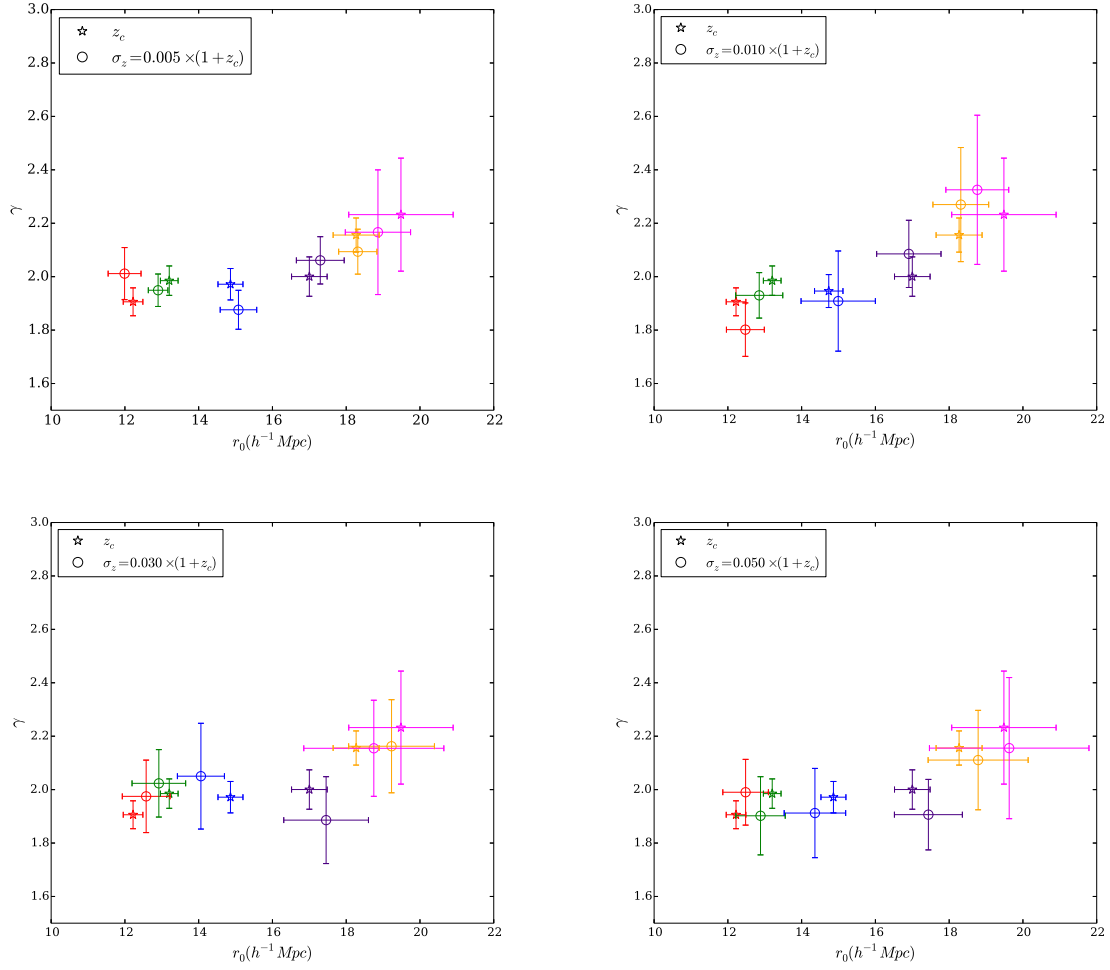 3.0
2.8
2.6
2.4
2.2
2.0
1.8
1.6
γ
10 12 14 16 18 20 22
r₀(h⁻¹ Mpc)
z_c
σ_z=0.005×(1+z_c)
3.0
2.8
2.6
2.4
2.2
2.0
1.8
1.6
γ
10 12 14 16 18 20 22
r₀(h⁻¹ Mpc)
z_c
σ_z=0.010×(1+z_c)
3.0
2.8
2.6
2.4
2.2
2.0
1.8
1.6
γ
10 12 14 16 18 20 22
r₀(h⁻¹ Mpc)
z_c
σ_z=0.030×(1+z_c)
3.0
2.8
2.6
2.4
2.2
2.0
1.8
1.6
γ
10 12 14 16 18 20 22
r₀(h⁻¹ Mpc)
z_c
σ_z=0.050×(1+z_c)